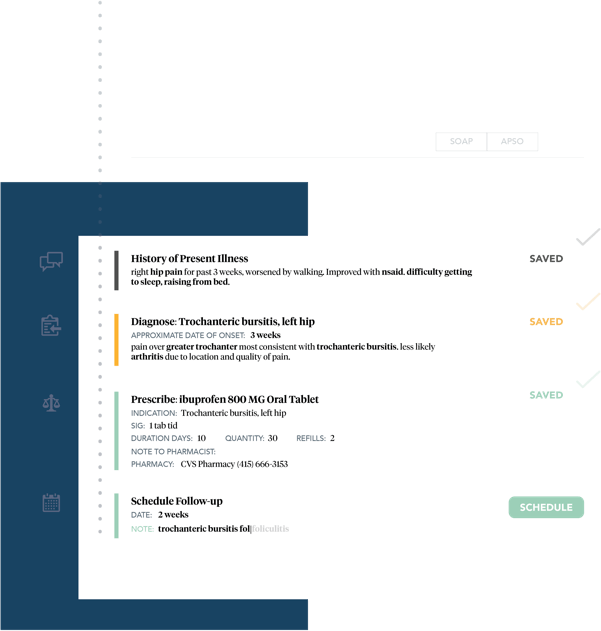 SOAP APSO
History of Present Illness SAVED
right hip pain for past 3 weeks, worsened by walking. Improved with nsaid, difficulty getting
to sleep, raising from bed.
Diagnose: Trochanteric bursitis, left hip SAVED
APPROXIMATE DATE OF ONSET: 3 weeks
pain over greater trochanter most consistent with trochanteric bursitis, less likely
arthritis due to location and quality of pain.
Prescribe: ibuprofen 800 MG Oral Tablet SAVED
INDICATION: Trochanteric bursitis, left hip
SIG: 1 tab tid
DURATION DAYS: 10 QUANTITY: 30 REFILLS: 2
NOTE TO PHARMACIST:
PHARMACY: CVS Pharmacy (415) 666-3153
Schedule Follow-up SCHEDULE
DATE: 2 weeks
NOTE: trochanteric bursitis fol|foliculitis